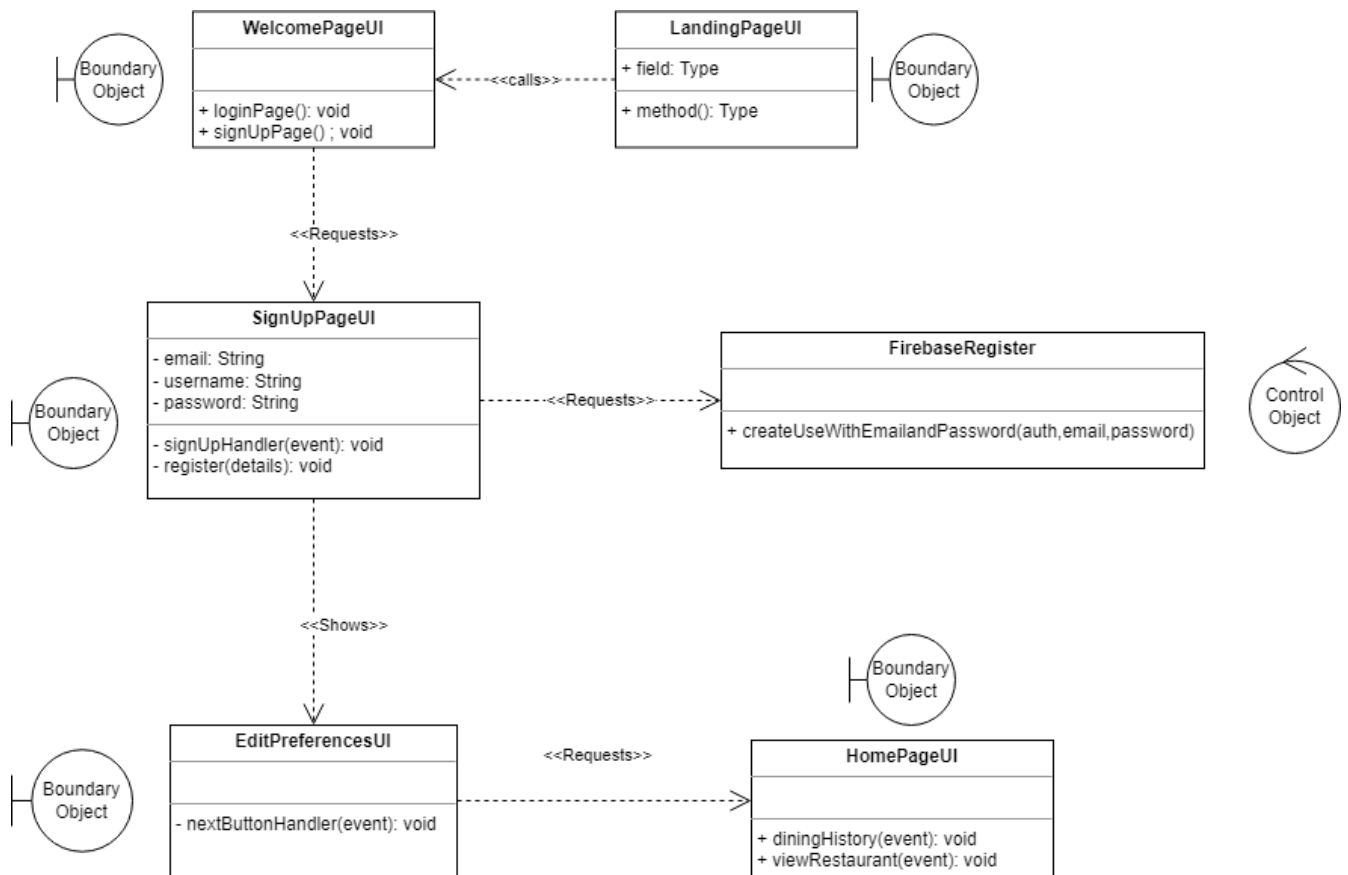 WelcomePageUI
+ loginPage(): void
+ signUpPage() ; void
Boundary
Object
<<calls>>
LandingPageUI
+ field: Type
+ method(): Type
Boundary
Object
<<Requests>>
SignUpPageUI
- email: String
- username: String
- password: String
- signUpHandler(event): void
- register(details): void
Boundary
Object
<<Requests>>
FirebaseRegister
+ createUseWithEmailandPassword(auth,email,password)
Control
Object
<<Shows>>
Boundary
Object
EditPreferencesUI
- nextButtonHandler(event): void
Boundary
Object
<<Requests>>
HomePageUI
+ diningHistory(event): void
+ viewRestaurant(event): void